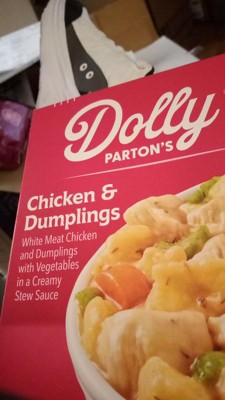 Dolly
PARTON'S
Chicken &
Dumplings
White Meat Chicken
and Dumplings
with Vegetables
in a Creamy
Stew Sauce